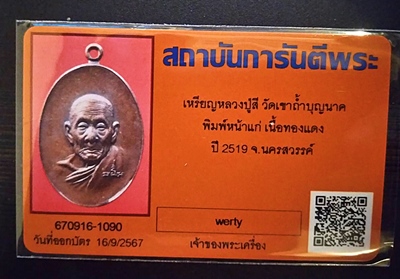 สถาบันการันตีพระ
เหรียญหลวงปู่สี วัดเขาถ้ำบุญนาค
พิมพ์หน้าแก่ เนื้อทองแดง
ปี 2519 จ.นครสวรรค์
670916-1090
วันที่ออกบัตร 16/9/2567
werty
เจ้าของพระเครื่อง